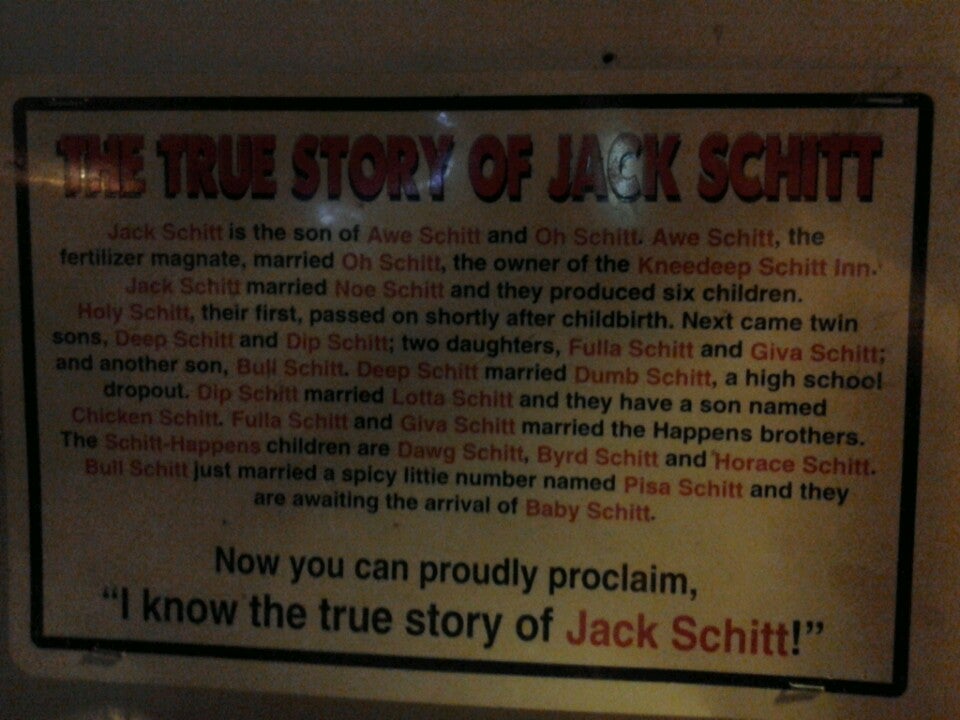 THE TRUE STORY OF JACK SCHITT
Jack Schitt is the son of Awe Schitt and Oh Schitt. Awe Schitt, the
fertilizer magnate, married Oh Schitt, the owner of the Kneedeep Schitt Inn.
Jack Schitt married Noe Schitt and they produced six children.
Holy Schitt, their first, passed on shortly after childbirth. Next came twin
sons, Deep Schitt and Dip Schitt; two daughters, Fulla Schitt and Giva Schitt;
and another son, Bull Schitt. Deep Schitt married Dumb Schitt, a high school
dropout. Dip Schitt married Lotta Schitt and they have a son named
Chicken Schitt. Fulla Schitt and Giva Schitt married the Happens brothers.
The Schitt-Happens children are Dawg Schitt, Byrd Schitt and Horace Schitt.
Bull Schitt just married a spicy little number named Pisa Schitt and they
are awaiting the arrival of Baby Schitt.
Now you can proudly proclaim,
“I know the true story of Jack Schitt!”